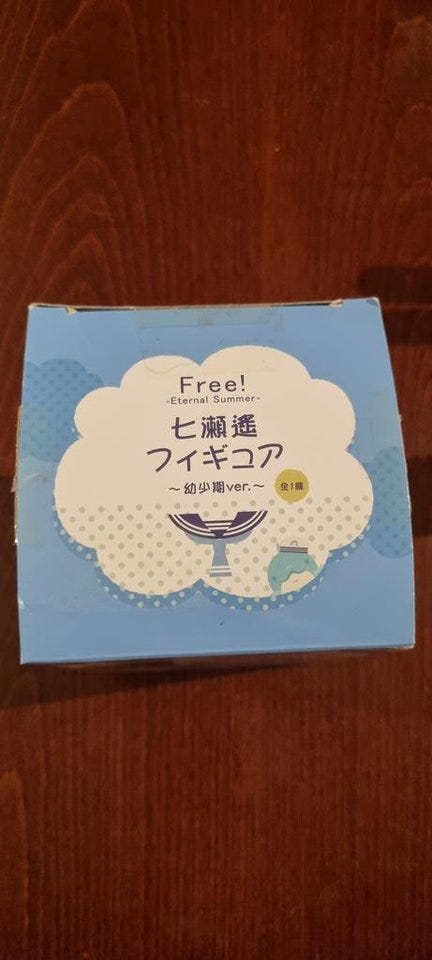 Free!
-Eternal Summer-
七瀬遙
フィギュア
～幼少期ver.～
全1種